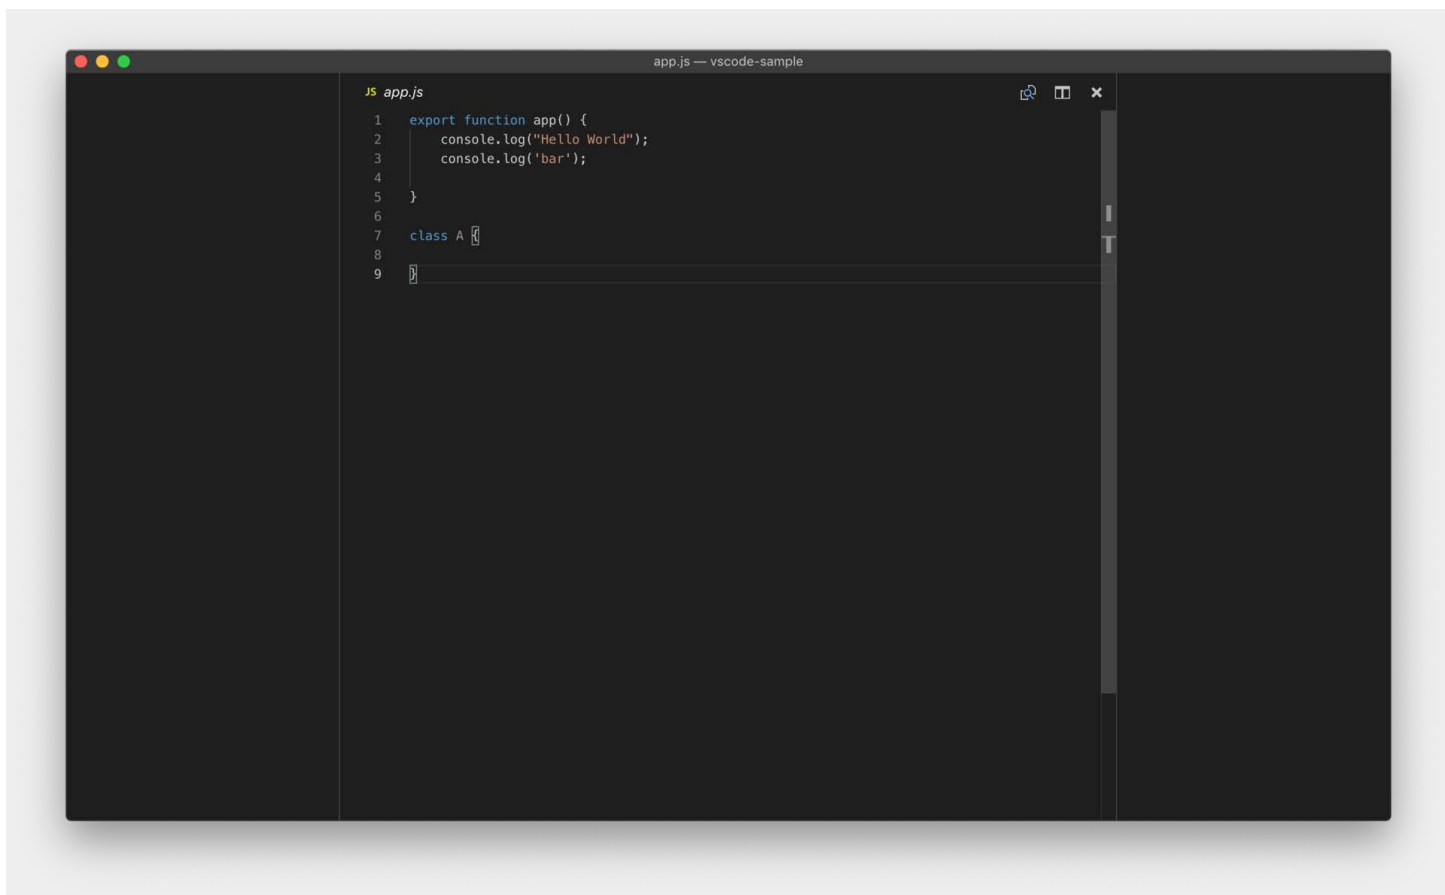 app.js — vscode-sample
JS app.js
1 export function app() {
2     console.log("Hello World");
3     console.log('bar');
4
5 }
6
7 class A {
8
9 }